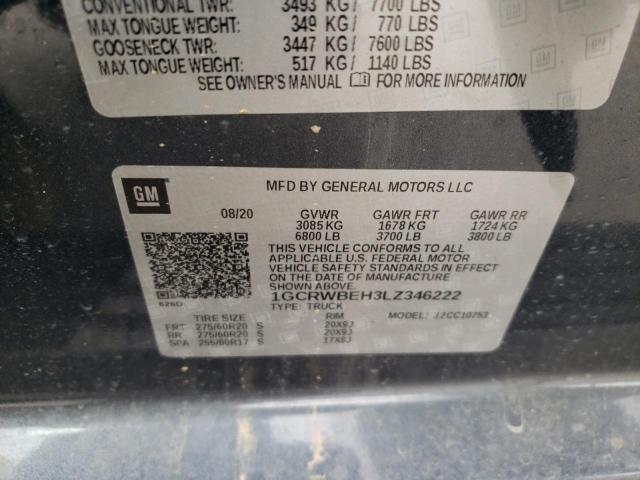 CONVENTIONAL TWR: 3493 KG/ 7700 LBS
MAX TONGUE WEIGHT: 349 KG/ 770 LBS
GOOSENECK TWR: 3447 KG/ 7600 LBS
MAX TONGUE WEIGHT: 517 KG/ 1140 LBS
SEE OWNER'S MANUAL FOR MORE INFORMATION
GM
MFD BY GENERAL MOTORS LLC
08/20 GVWR GAWR FRT GAWR RR
3085 KG 1678 KG 1724 KG
6800 LB 3700 LB 3800 LB
THIS VEHICLE CONFORMS TO ALL
APPLICABLE U.S. FEDERAL MOTOR
VEHICLE SAFETY STANDARDS IN EFFECT
ON THE DATE OF MANUFACTURE
SHOWN ABOVE.
1GCRWBEH3LZ346222
TYPE: TRUCK
TIRE SIZE RIM MODEL: 12CC10753
FRT 275/60R20 S 20X9J
RR 275/60R20 S 20X9J
SPA 255/80R17 S 17X8J